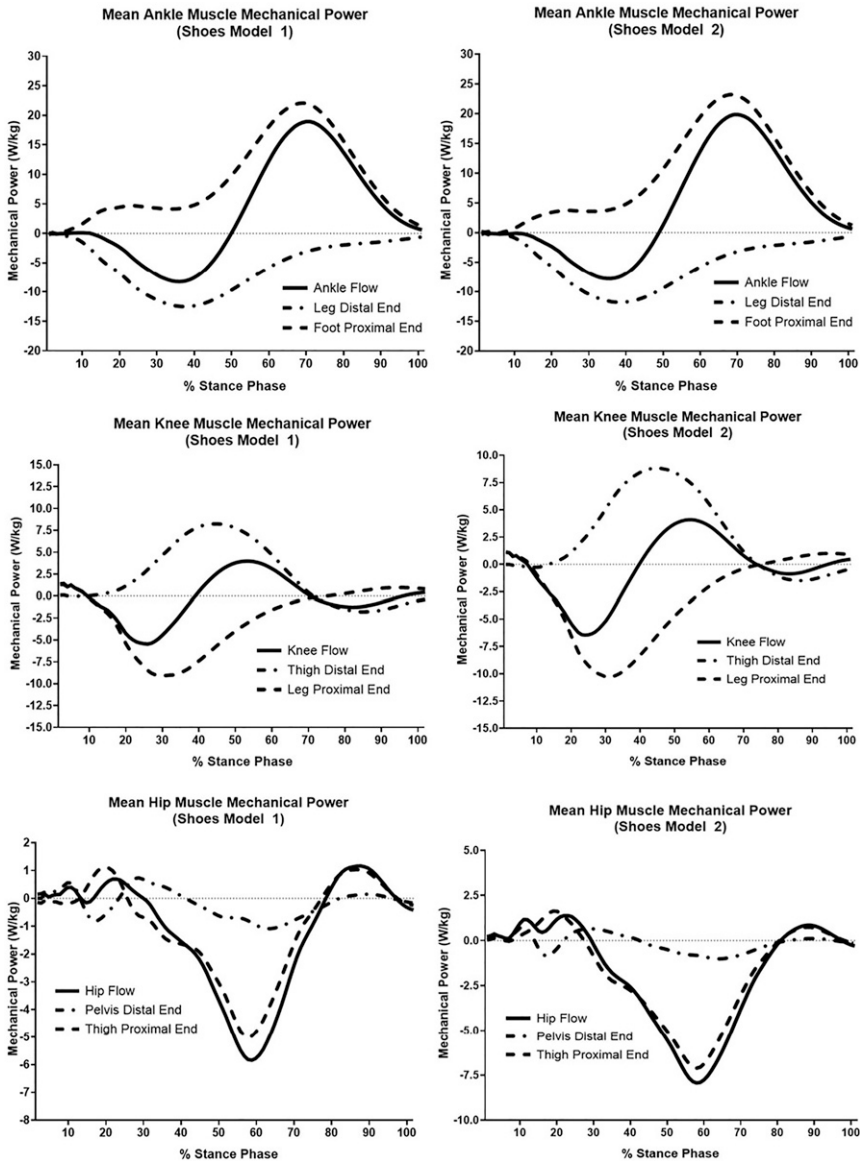 Mean Ankle Muscle Mechanical Power
(Shoes Model 1)
Mechanical Power (W/kg)
30
25
20
15
10
5
0
-5
-10
-15
-20
Ankle Flow
Leg Distal End
Foot Proximal End
10 20 30 40 50 60 70 80 90 100
% Stance Phase
Mean Ankle Muscle Mechanical Power
(Shoes Model 2)
Mechanical Power (W/kg)
30
25
20
15
10
5
0
-5
-10
-15
-20
Ankle Flow
Leg Distal End
Foot Proximal End
10 20 30 40 50 60 70 80 90 100
% Stance Phase
Mean Knee Muscle Mechanical Power
(Shoes Model 1)
Mechanical Power (W/kg)
15.0
12.5
10.0
7.5
5.0
2.5
0.0
-2.5
-5.0
-7.5
-10.0
-12.5
-15.0
Knee Flow
Thigh Distal End
Leg Proximal End
10 20 30 40 50 60 70 80 90 100
% Stance Phase
Mean Knee Muscle Mechanical Power
(Shoes Model 2)
Mechanical Power (W/kg)
10.0
7.5
5.0
2.5
0.0
-2.5
-5.0
-7.5
-10.0
-12.5
-15.0
Knee Flow
Thigh Distal End
Leg Proximal End
10 20 30 40 50 60 70 80 90 100
% Stance Phase
Mean Hip Muscle Mechanical Power
(Shoes Model 1)
Mechanical Power (W/kg)
2
1
0
-1
-2
-3
-4
-5
-6
-7
-8
Hip Flow
Pelvis Distal End
Thigh Proximal End
10 20 30 40 50 60 70 80 90 100
% Stance Phase
Mean Hip Muscle Mechanical Power
(Shoes Model 2)
Mechanical Power (W/kg)
5.0
2.5
0.0
-2.5
-5.0
-7.5
-10.0
Hip Flow
Pelvis Distal End
Thigh Proximal End
10 20 30 40 50 60 70 80 90 100
% Stance Phase